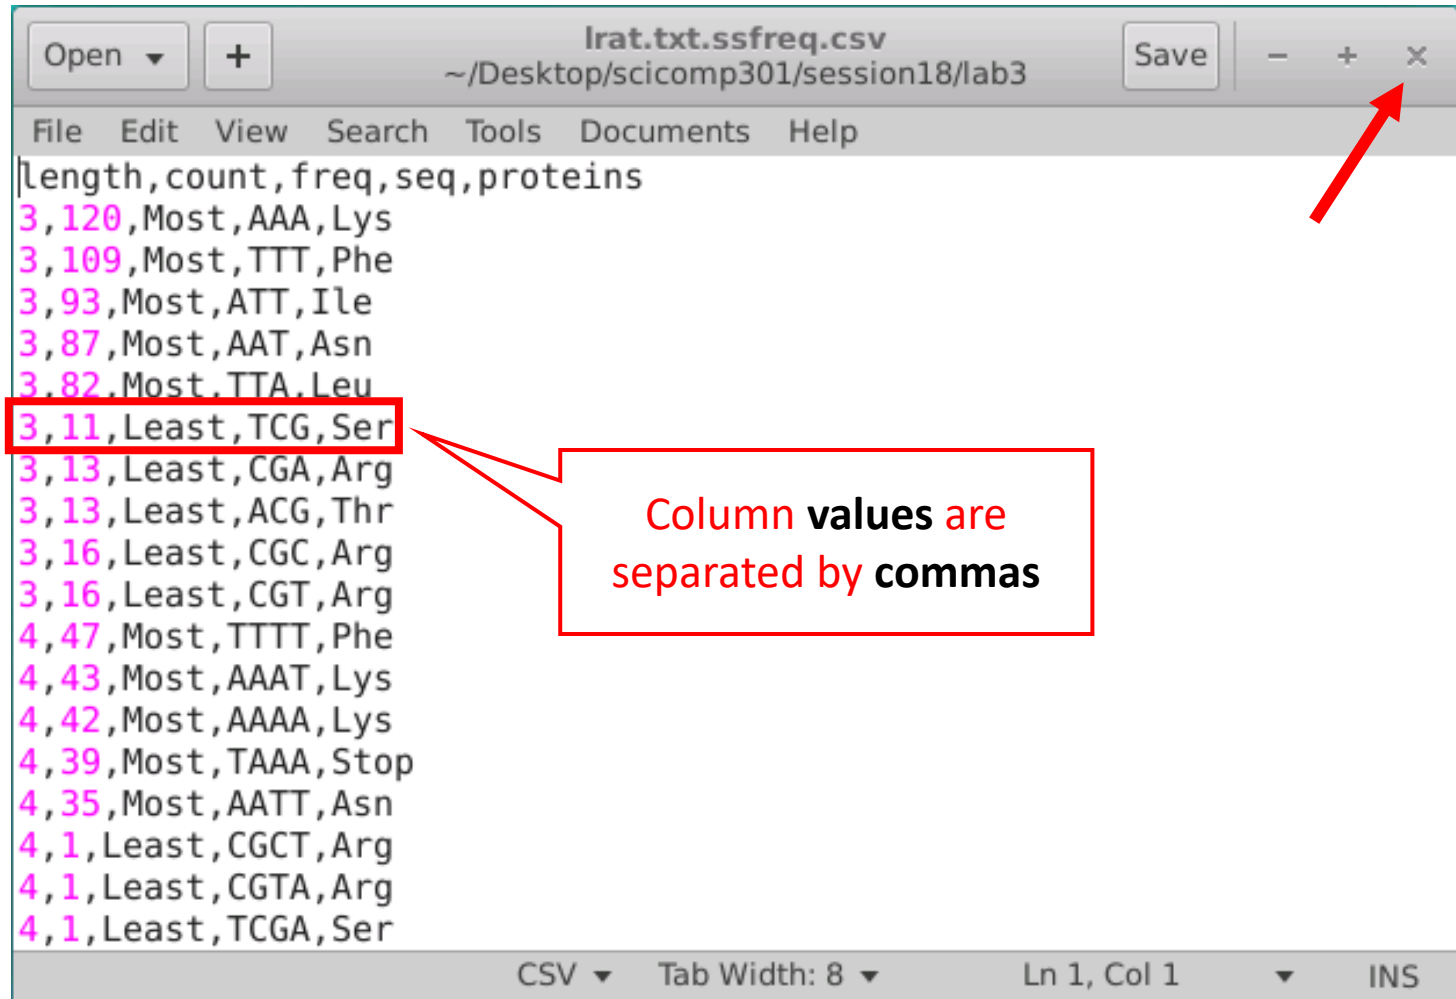 Open
+
lrat.txt.ssfreq.csv
~/Desktop/scicomp301/session18/lab3
Save
File Edit View Search Tools Documents Help
length,count,freq,seq,proteins
3,120,Most,AAA,Lys
3,109,Most,TTT,Phe
3,93,Most,ATT,Ile
3,87,Most,AAT,Asn
3,82,Most,TTA,Leu
3,11,Least,TCG,Ser
3,13,Least,CGA,Arg
3,13,Least,ACG,Thr
3,16,Least,CGC,Arg
3,16,Least,CGT,Arg
4,47,Most,TTTT,Phe
4,43,Most,AAAT,Lys
4,42,Most,AAAA,Lys
4,39,Most,TAAA,Stop
4,35,Most,AATT,Asn
4,1,Least,CGCT,Arg
4,1,Least,CGTA,Arg
4,1,Least,TCGA,Ser
Column values are
separated by commas
CSV Tab Width: 8 Ln 1, Col 1 INS